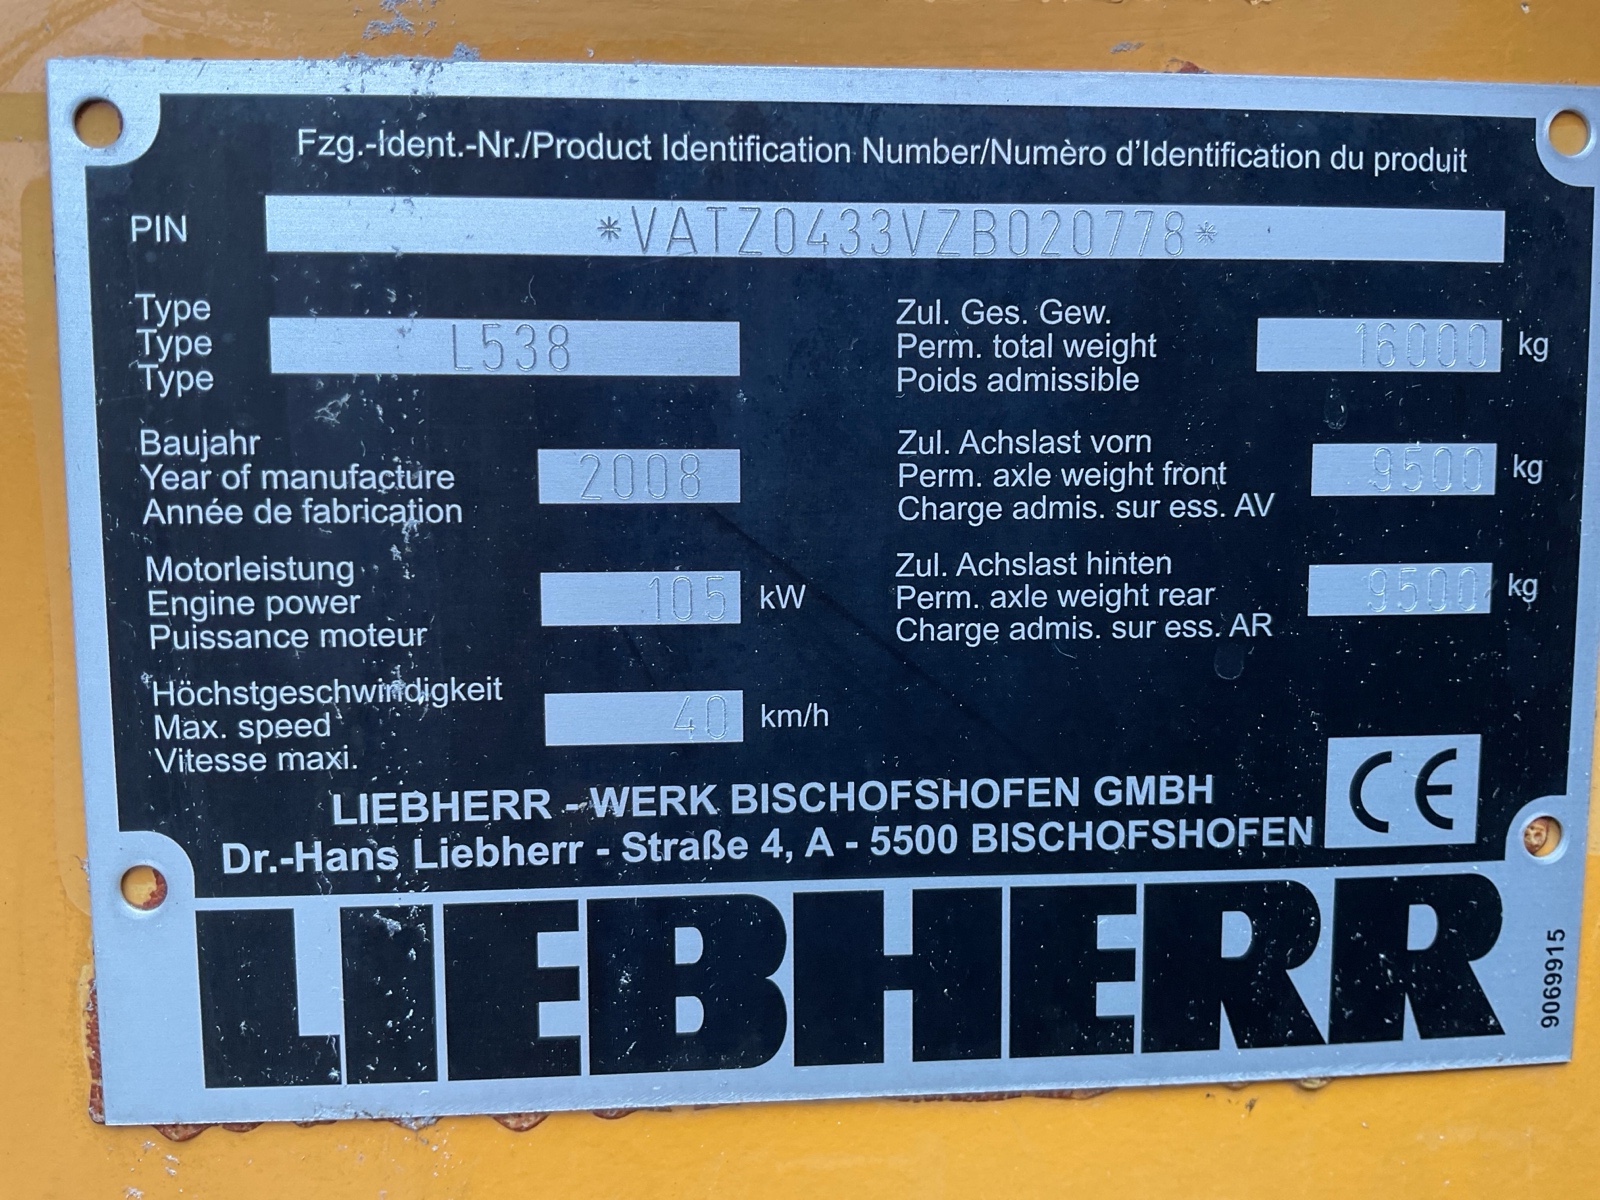 Fzg.-Ident.-Nr./Product Identification Number/Numèro d'Identification du produit
PIN *VATZ0433VZB020778*
Type
Type L538
Type
Zul. Ges. Gew.
Perm. total weight 16000 kg
Poids admissible
Baujahr
Year of manufacture 2008
Année de fabrication
Zul. Achslast vorn
Perm. axle weight front 9500 kg
Charge admis. sur ess. AV
Motorleistung
Engine power 105 kW
Puissance moteur
Zul. Achslast hinten
Perm. axle weight rear 9500 kg
Charge admis. sur ess. AR
Höchstgeschwindigkeit
Max. speed 40 km/h
Vitesse maxi.
LIEBHERR - WERK BISCHOFSHOFEN GMBH
Dr.-Hans Liebherr - Straße 4, A - 5500 BISCHOFSHOFEN
CE
LIEBHERR
9069915